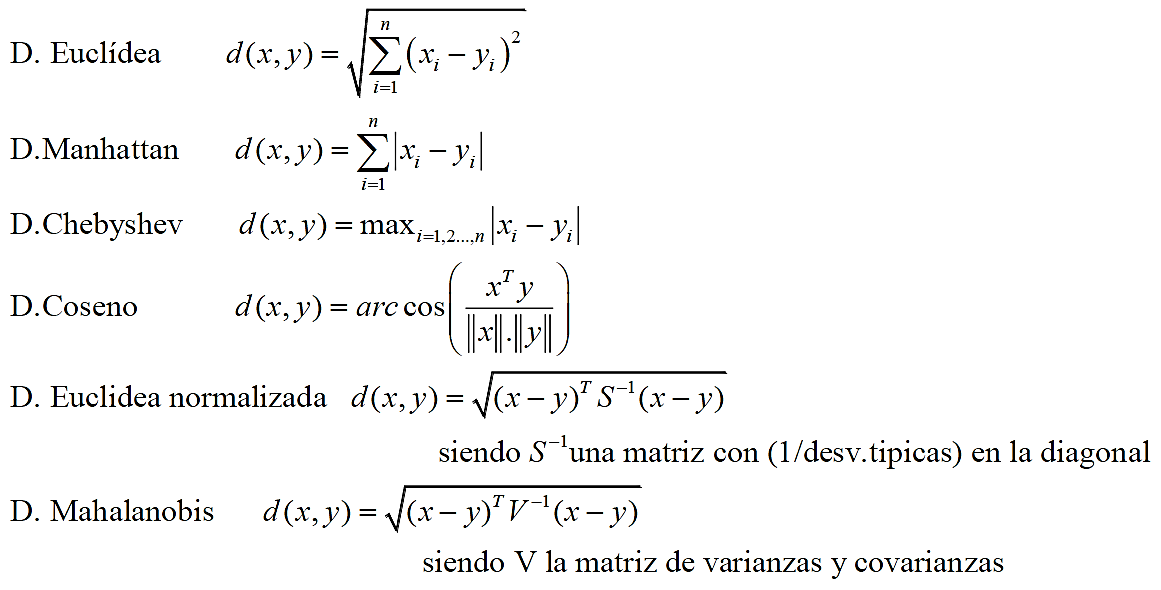 D. Euclídea d(x, y) = √(∑_{i=1}^{n} (x_i − y_i)^2)
D.Manhattan d(x, y) = ∑_{i=1}^{n} |x_i − y_i|
D.Chebyshev d(x, y) = max_{i=1,2...,n} |x_i − y_i|
D.Coseno d(x, y) = arc cos(x^T y / ‖x‖.‖y‖)
D. Euclidea normalizada d(x, y) = √((x − y)^T S^{−1}(x − y))
siendo S^{−1}una matriz con (1/desv.tipicas) en la diagonal
D. Mahalanobis d(x, y) = √((x − y)^T V^{−1}(x − y))
siendo V la matriz de varianzas y covarianzas